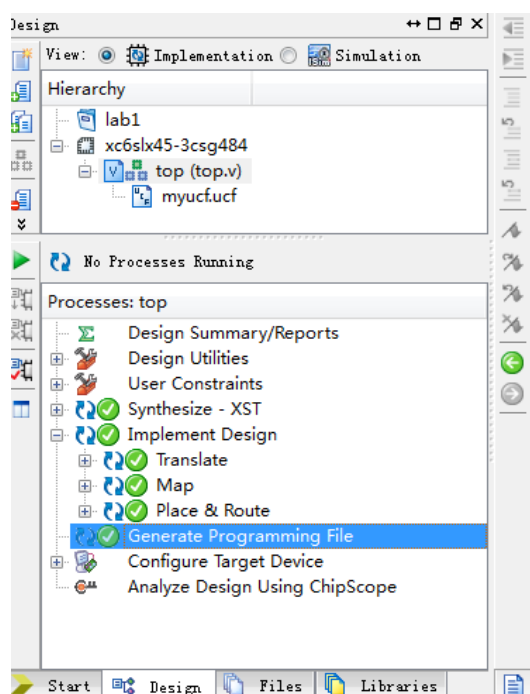 Design
View: Implementation Simulation
Hierarchy
lab1
xc6slx45-3csg484
top (top.v)
myucf.ucf
No Processes Running
Processes: top
Design Summary/Reports
Design Utilities
User Constraints
Synthesize - XST
Implement Design
Translate
Map
Place & Route
Generate Programming File
Configure Target Device
Analyze Design Using ChipScope
Start Design Files Libraries